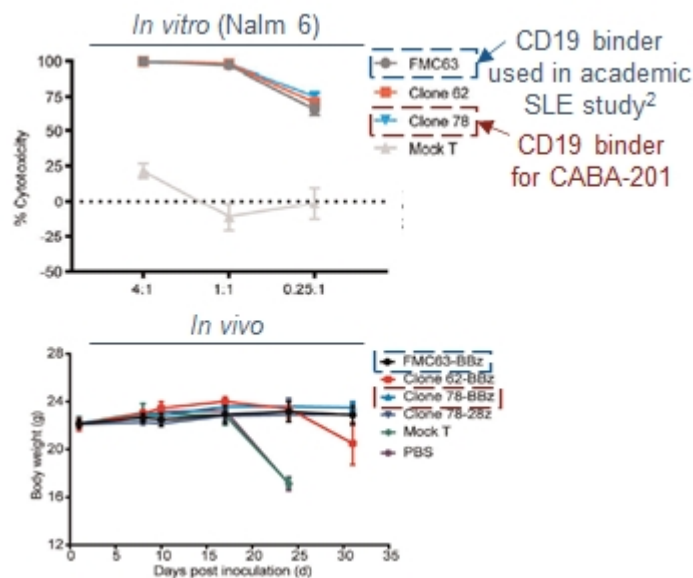 In vitro (Nalm 6)
100
75
50
25
0
-25
-50
% Cytotoxicity
4:1
1:1
0.25:1
FMC63
Clone 62
Clone 78
Mock T
CD19 binder
used in academic
SLE study2
CD19 binder
for CABA-201
In vivo
28
24
20
16
12
Body weight (g)
0
5
10
15
20
25
30
35
Days post inoculation (d)
FMC63-BBz
Clone 62-BBz
Clone 78-BBz
Clone 78-28z
Mock T
PBS